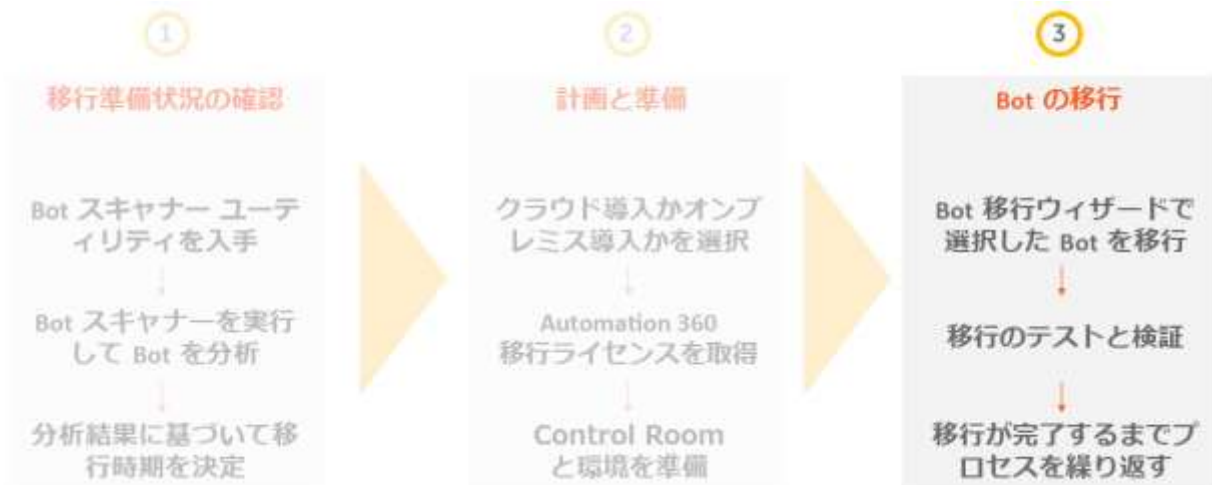 1
移行準備状況の確認
Bot スキャナー ユーテ
ィリティを入手
↓
Bot スキャナーを実行
して Bot を分析
↓
分析結果に基づいて移
行時期を決定
2
計画と準備
クラウド導入かオンプ
レミス導入かを選択
↓
Automation 360
移行ライセンスを取得
↓
Control Room
と環境を準備
3
Bot の移行
Bot 移行ウィザードで
選択した Bot を移行
↓
移行のテストと検証
↓
移行が完了するまでプ
ロセスを繰り返す